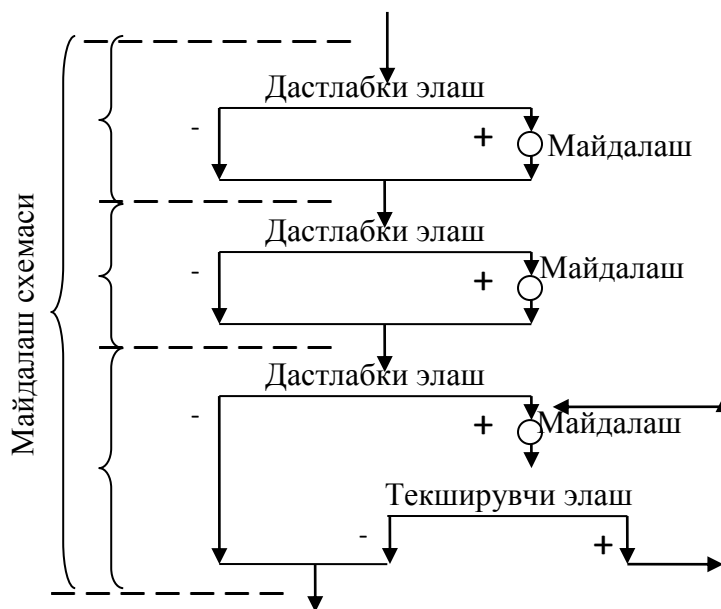 Дастлабки элаш
-
+
Майдалаш
Майдалаш схемаси
Дастлабки элаш
-
+
Майдалаш
Дастлабки элаш
-
+
Майдалаш
Текширувчи элаш
-
+